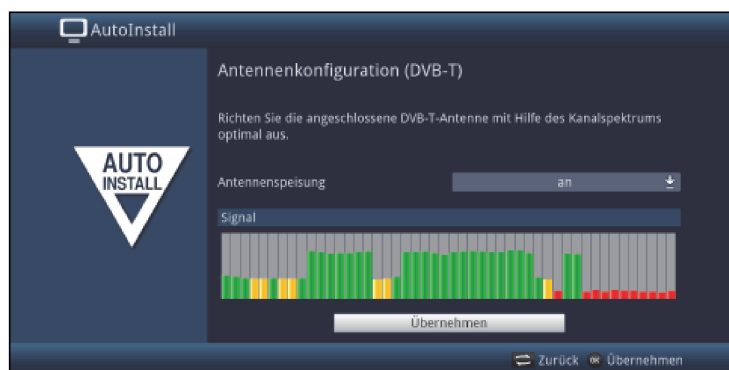 AutoInstall
Antennenkonfiguration (DVB-T)
Richten Sie die angeschlossene DVB-T-Antenne mit Hilfe des Kanalspektrums
optimal aus.
AUTO
INSTALL
Antennenspeisung
an
Signal
Übernehmen
Zurück OK Übernehmen